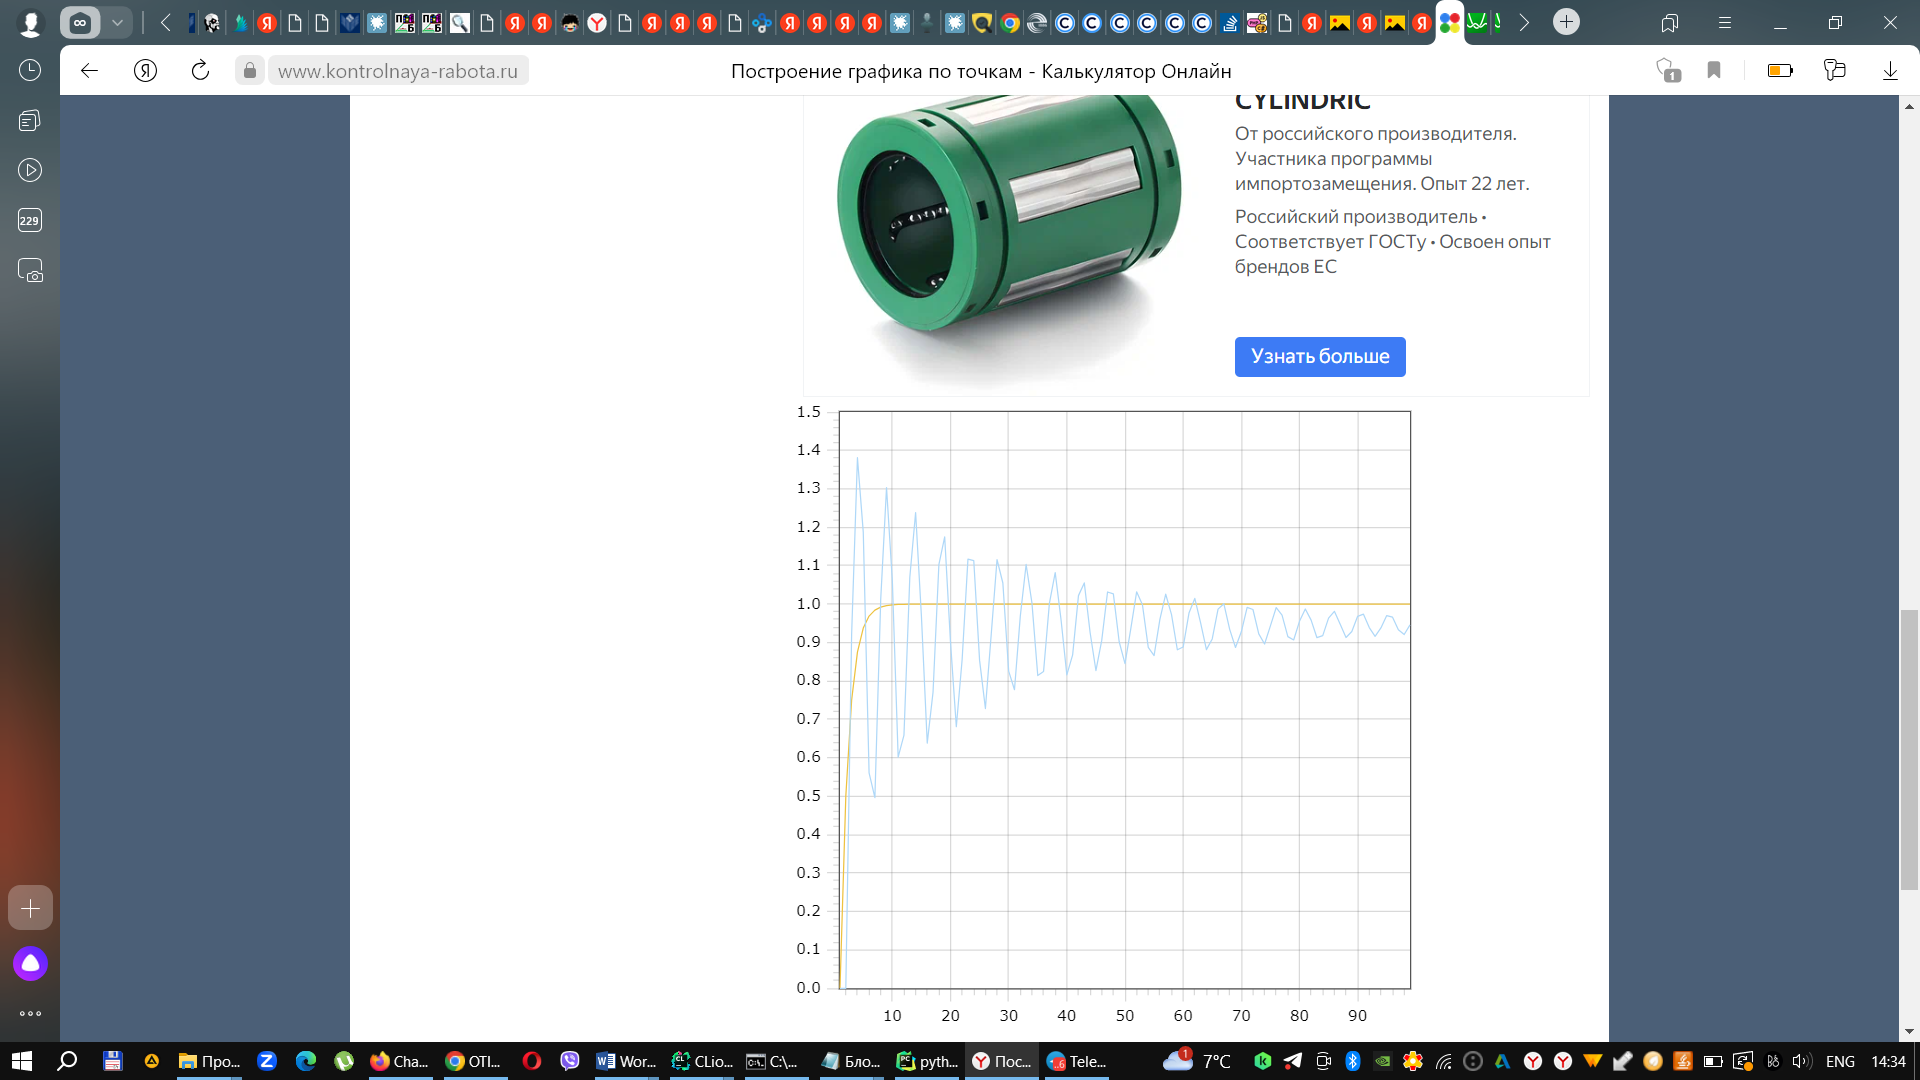 www.kontrolnaya-rabota.ru
Построение графика по точкам - Калькулятор Онлайн
1
229
CYLINDRIC
От российского производителя.
Участника программы
импортозамещения. Опыт 22 лет.
Российский производитель •
Соответствует ГОСТу • Освоен опыт
брендов ЕС
Узнать больше
1.5
1.4
1.3
1.2
1.1
1.0
0.9
0.8
0.7
0.6
0.5
0.4
0.3
0.2
0.1
0.0
10 20 30 40 50 60 70 80 90
Про... Cha... OTI... Wor... CLio... C:\... Бло... pyth... Пос... Tele... 1 7°C ENG 14:34